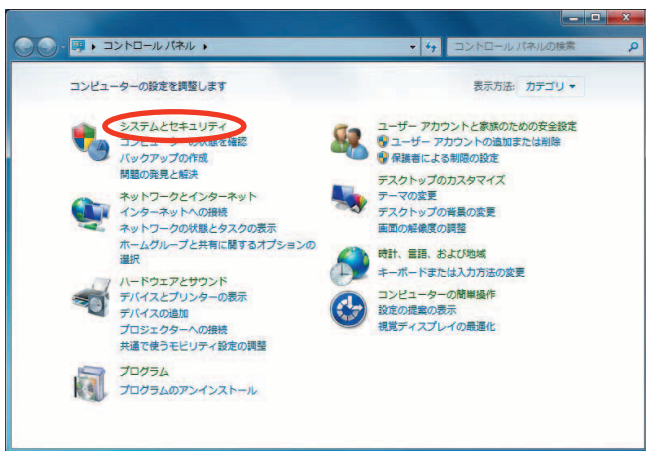 コントロール パネル
コントロール パネルの検索
コンピューターの設定を調整します
表示方法: カテゴリ
システムとセキュリティ
コンピューターの状態を確認
バックアップの作成
問題の発見と解決
ネットワークとインターネット
インターネットへの接続
ネットワークの状態とタスクの表示
ホームグループと共有に関するオプションの
選択
ハードウェアとサウンド
デバイスとプリンターの表示
デバイスの追加
プロジェクターへの接続
共通で使うモビリティ設定の調整
プログラム
プログラムのアンインストール
ユーザー アカウントと家族のための安全設定
ユーザー アカウントの追加または削除
保護者による制限の設定
デスクトップのカスタマイズ
テーマの変更
デスクトップの背景の変更
画面の解像度の調整
時計、言語、および地域
キーボードまたは入力方法の変更
コンピューターの簡単操作
設定の提案の表示
視覚ディスプレイの最適化